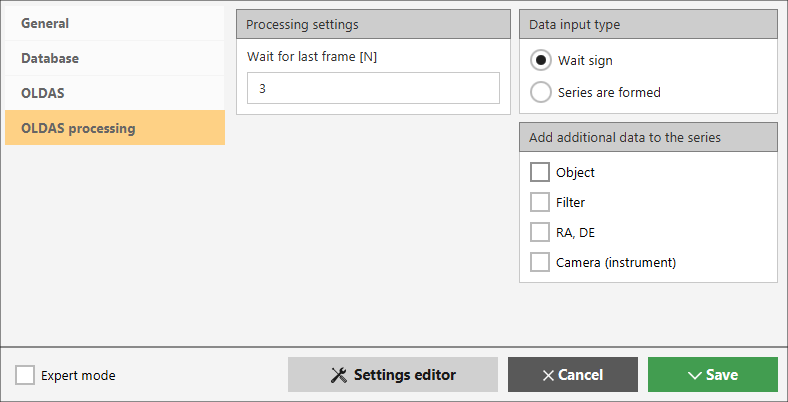 General
Database
OLDAS
OLDAS processing
Processing settings
Wait for last frame [N]
3
Data input type
Wait sign
Series are formed
Add additional data to the series
Object
Filter
RA, DE
Camera (instrument)
Expert mode
Settings editor
Cancel
Save